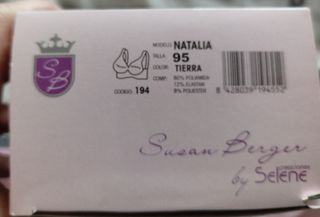 MODELO: NATALIA
TALLA: 95
COLOR: TIERRA
COMP.: 80% POLIAMIDA
12% ELASTAN
8% POLIESTER
CODIGO: 194
8 428039 194552
SB
Susan Berger
creaciones
by Selene